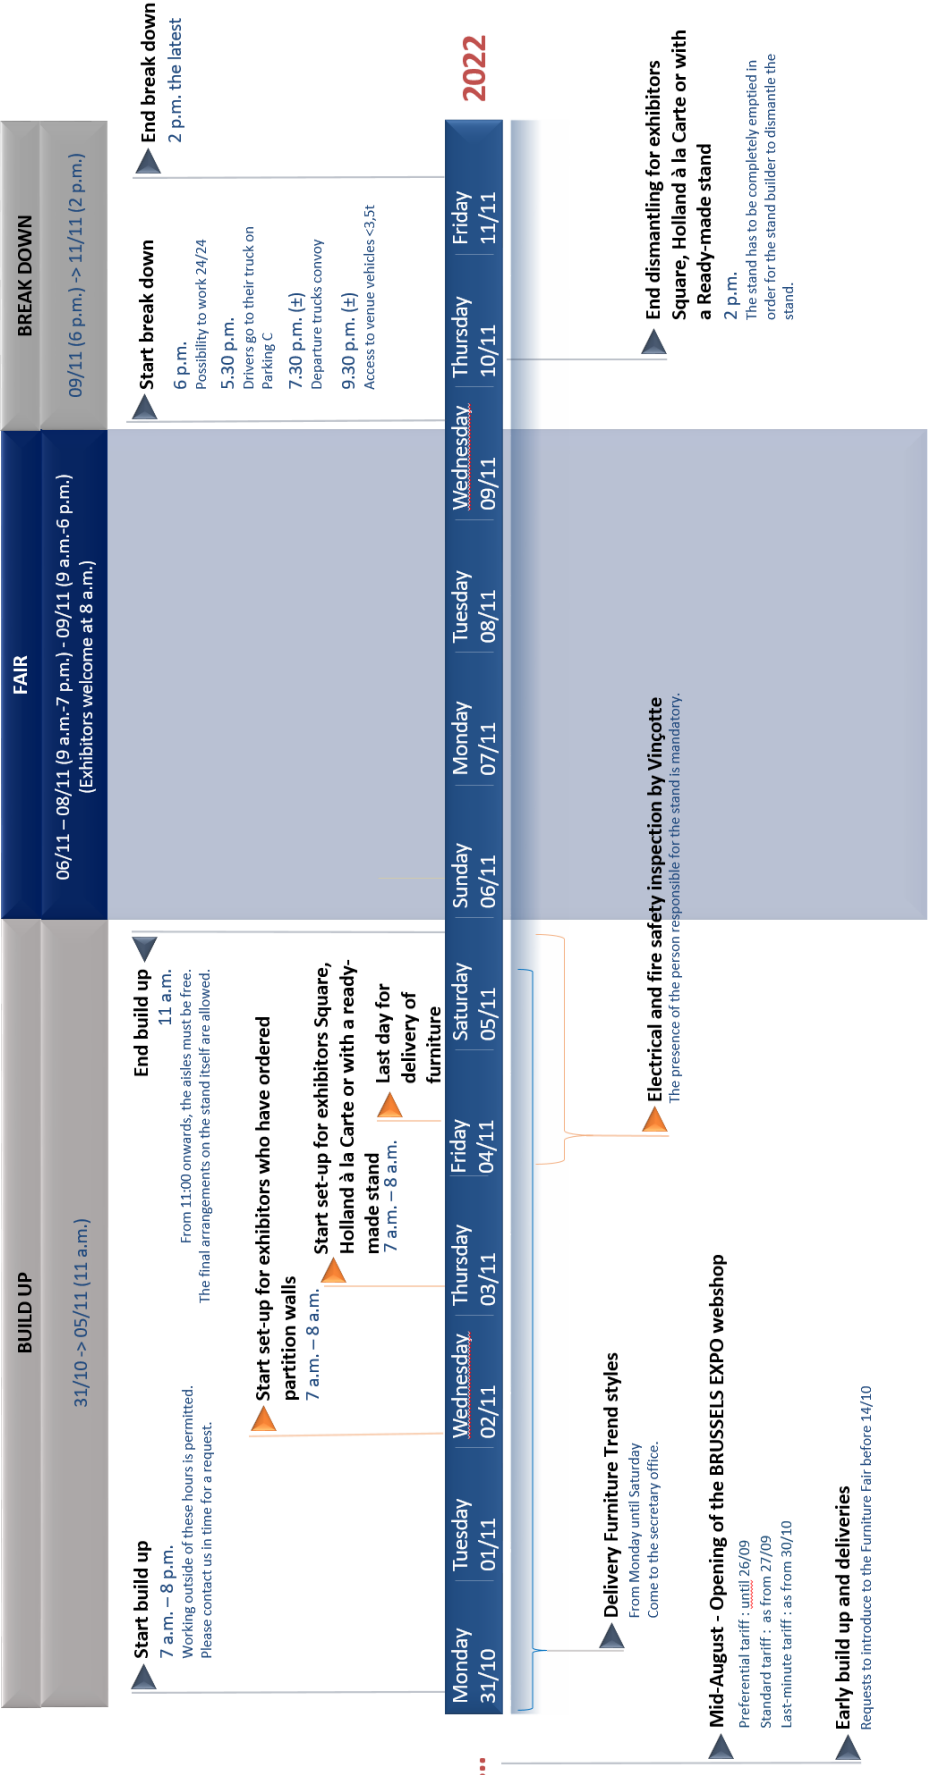 BUILD UP
FAIR
BREAK DOWN
31/10 -> 05/11 (11 a.m.)
06/11 – 08/11 (9 a.m.-7 p.m.) - 09/11 (9 a.m.-6 p.m.)
(Exhibitors welcome at 8 a.m.)
09/11 (6 p.m.) -> 11/11 (2 p.m.)
Start build up
7 a.m. – 8 p.m.
Working outside of these hours is permitted.
Please contact us in time for a request.
End build up
11 a.m.
From 11:00 onwards, the aisles must be free.
The final arrangements on the stand itself are allowed.
Start set-up for exhibitors who have ordered
partition walls
7 a.m. – 8 a.m.
Start set-up for exhibitors Square,
Holland à la Carte or with a ready-
made stand
7 a.m. – 8 a.m.
Last day for
delivery of
furniture
Start break down
6 p.m.
Possibility to work 24/24
5.30 p.m.
Drivers go to their truck on
Parking C
7.30 p.m. (±)
Departure trucks convoy
9.30 p.m. (±)
Access to venue vehicles <3,5t
End break down
2 p.m. the latest
...
Monday
31/10
Tuesday
01/11
Wednesday
02/11
Thursday
03/11
Friday
04/11
Saturday
05/11
Sunday
06/11
Monday
07/11
Tuesday
08/11
Wednesday
09/11
Thursday
10/11
Friday
11/11
2022
Delivery Furniture Trend styles
From Monday until Saturday
Come to the secretary office.
Electrical and fire safety inspection by Vinçotte
The presence of the person responsible for the stand is mandatory.
End dismantling for exhibitors
Square, Holland à la Carte or with
a Ready-made stand
2 p.m.
The stand has to be completely emptied in
order for the stand builder to dismantle the
stand.
Mid-August - Opening of the BRUSSELS EXPO webshop
Preferential tariff : until 26/09
Standard tariff : as from 27/09
Last-minute tariff : as from 30/10
Early build up and deliveries
Requests to introduce to the Furniture Fair before 14/10